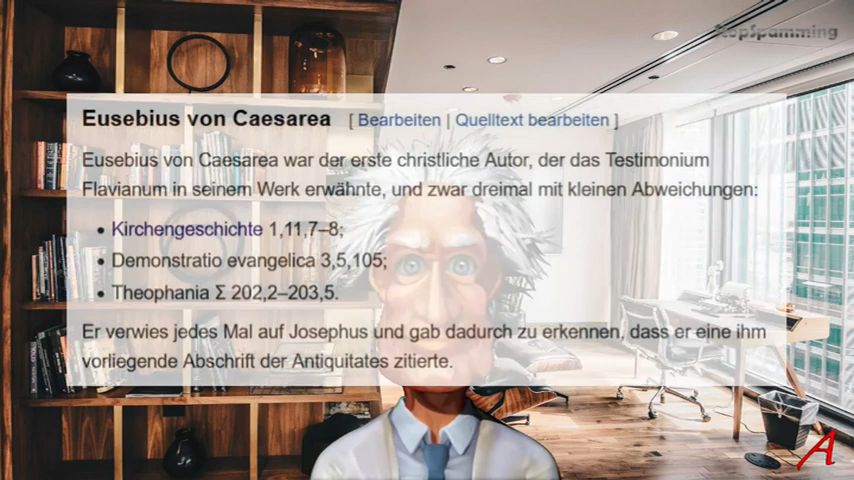 StopSpamming
Eusebius von Caesarea [ Bearbeiten | Quelltext bearbeiten ]
Eusebius von Caesarea war der erste christliche Autor, der das Testimonium
Flavianum in seinem Werk erwähnte, und zwar dreimal mit kleinen Abweichungen:
• Kirchengeschichte 1,11,7–8;
• Demonstratio evangelica 3,5,105;
• Theophania Σ 202,2–203,5.
Er verwies jedes Mal auf Josephus und gab dadurch zu erkennen, dass er eine ihm
vorliegende Abschrift der Antiquitates zitierte.
A